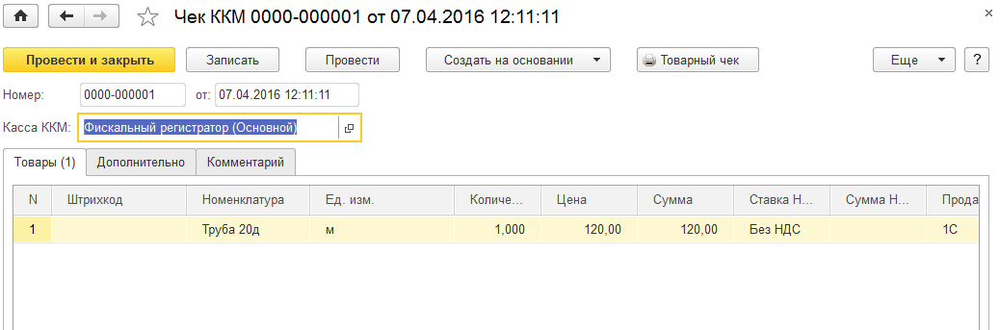 Чек ККМ 0000-000001 от 07.04.2016 12:11:11
Провести и закрыть Записать Провести Создать на основании Товарный чек Еще ?
Номер: 0000-000001 от: 07.04.2016 12:11:11
Касса ККМ: Фискальный регистратор (Основной)
Товары (1) Дополнительно Комментарий
N Штрихкод Номенклатура Ед. изм. Количе... Цена Сумма Ставка Н... Сумма Н... Прода
1 Труба 20д м 1,000 120,00 120,00 Без НДС 1С